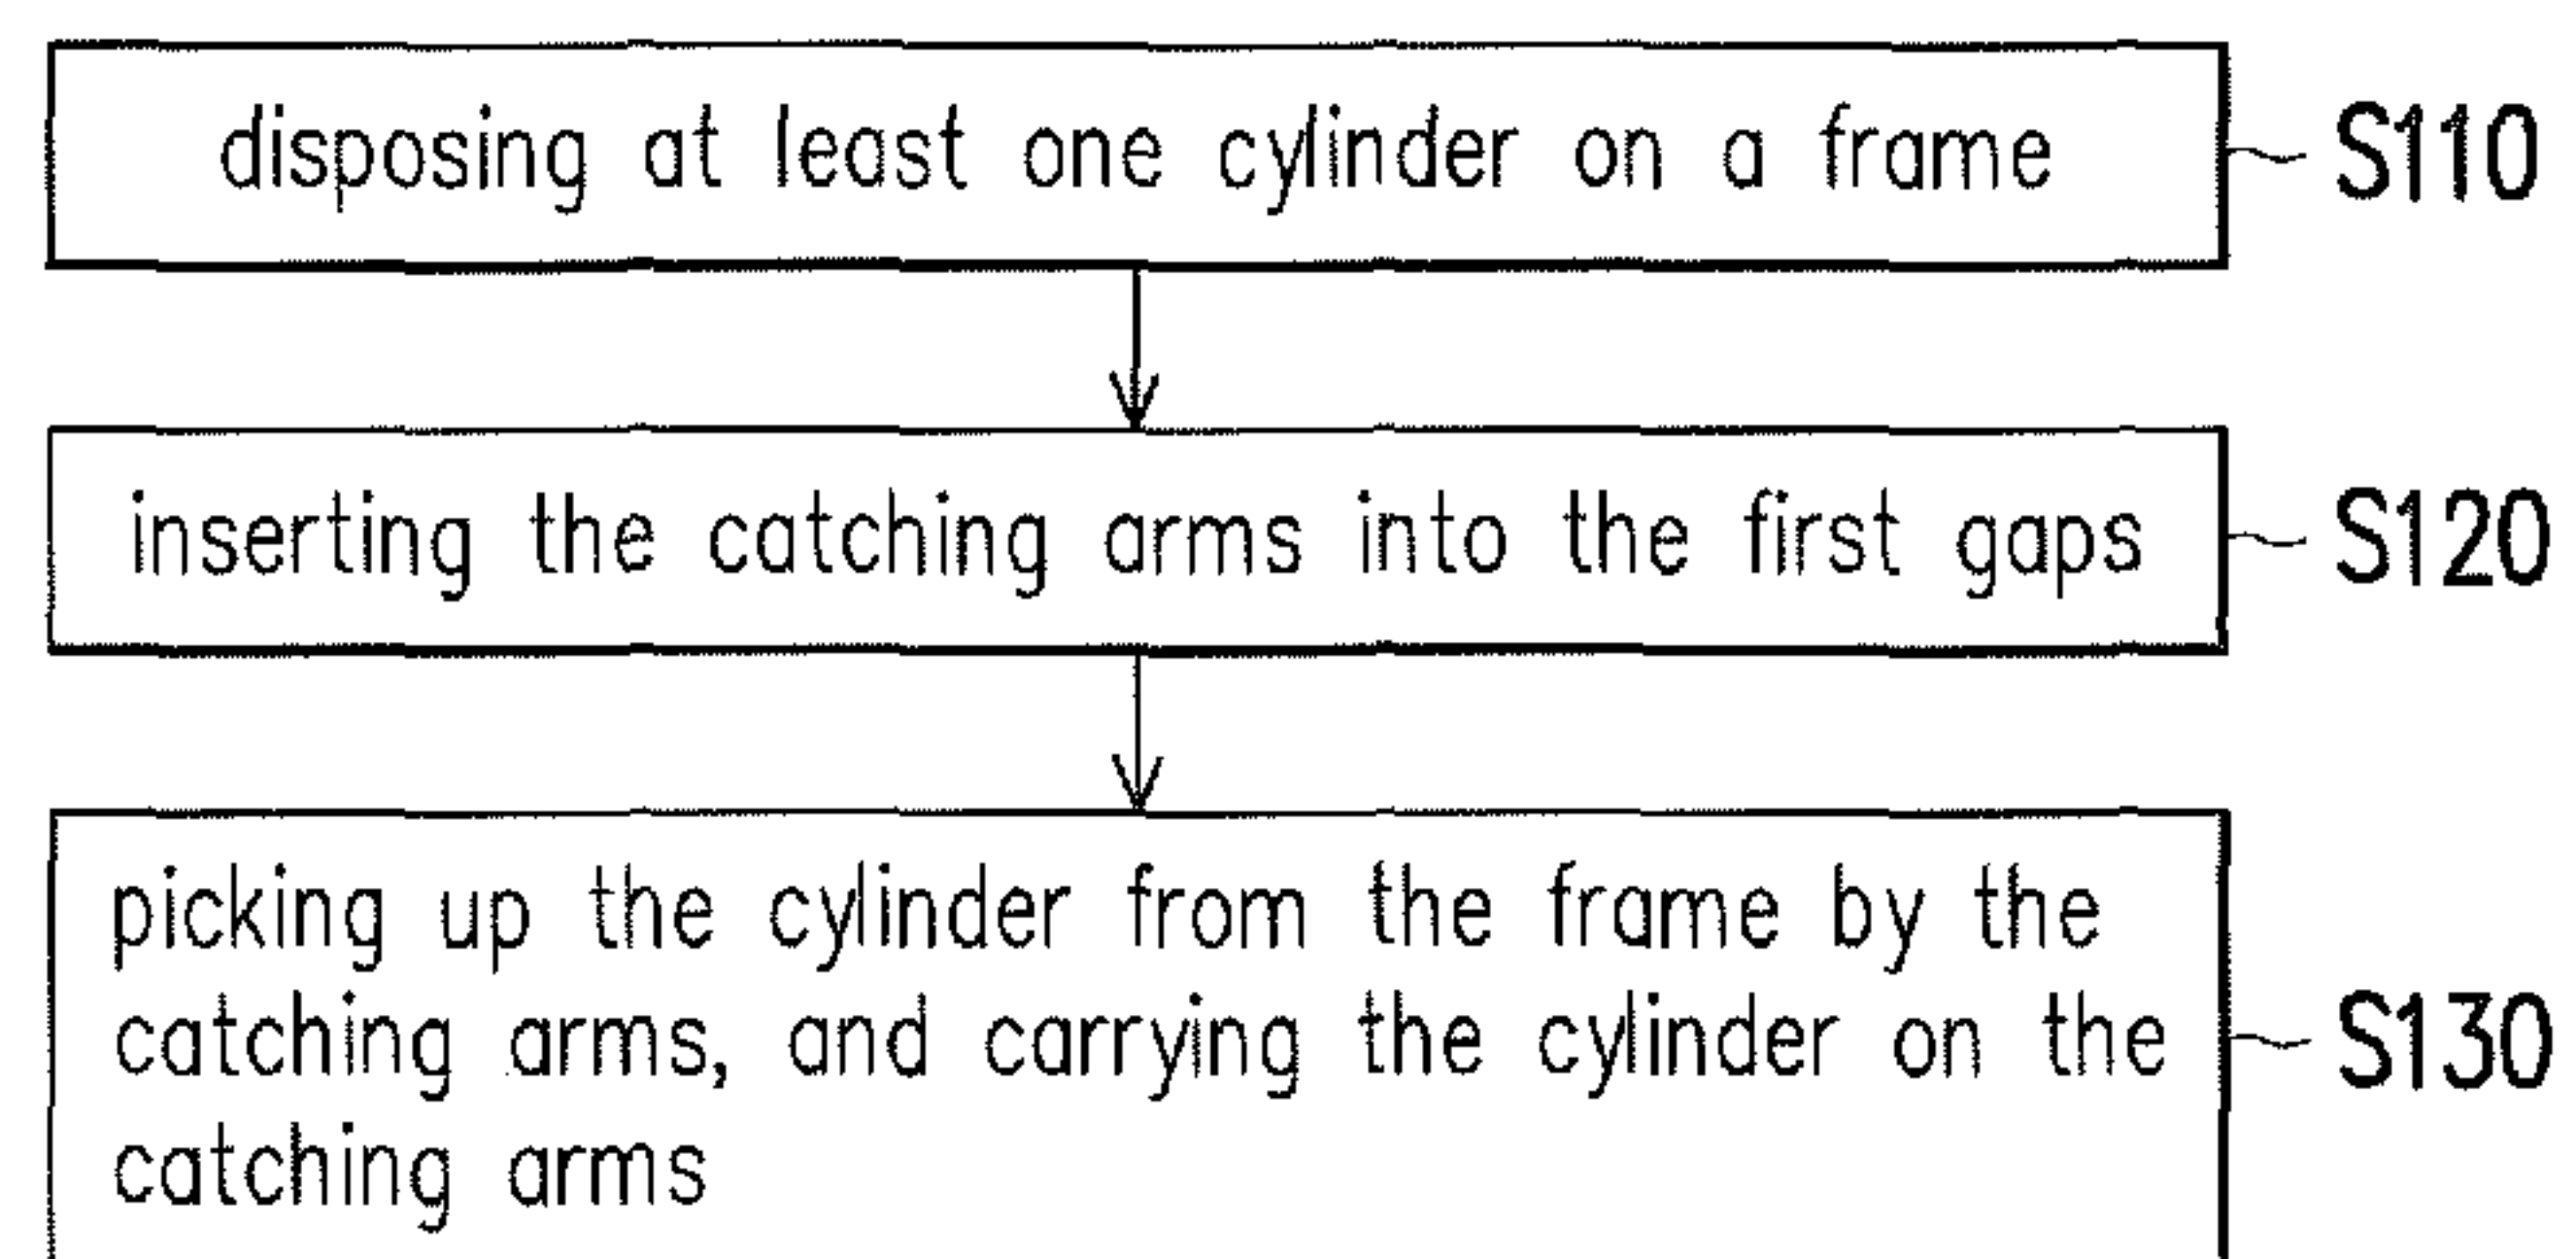 disposing at least one cylinder on a frame S110
inserting the catching arms into the first gaps S120
picking up the cylinder from the frame by the
catching arms, and carrying the cylinder on the S130
catching arms